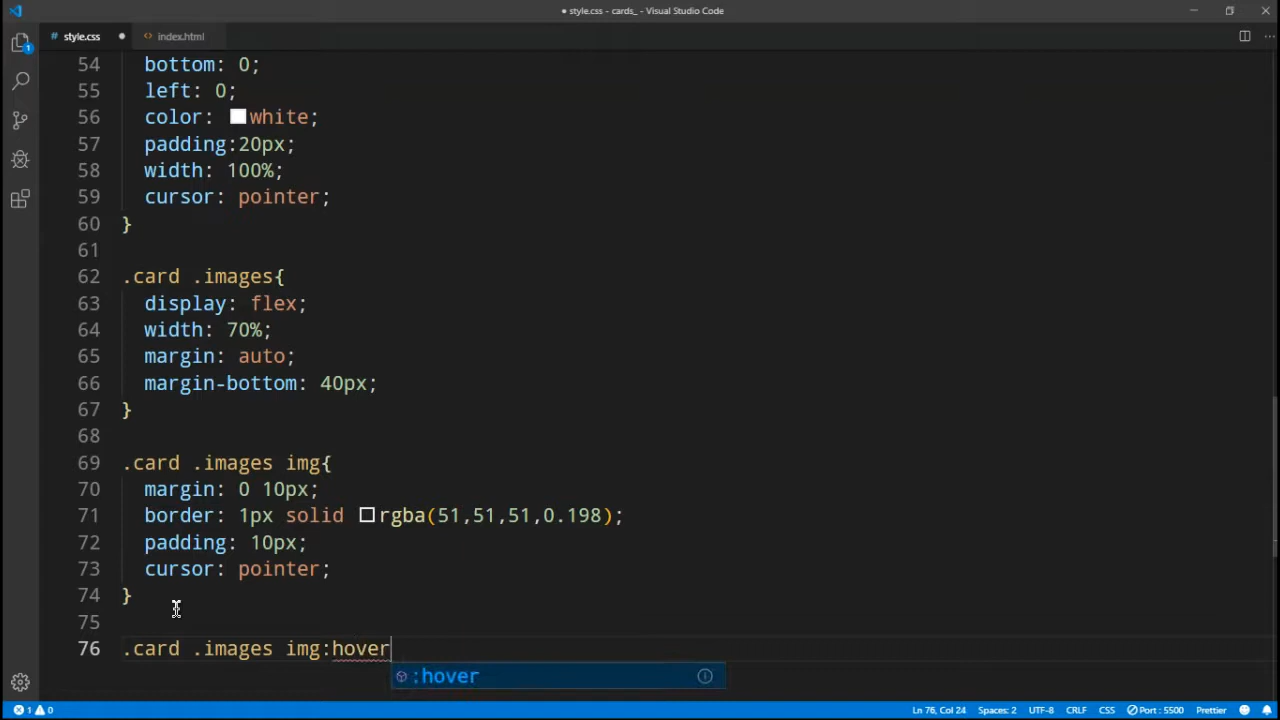 ● style.css - cards_ - Visual Studio Code
# style.css ●
<> index.html
1
54 bottom: 0;
55 left: 0;
56 color: white;
57 padding:20px;
58 width: 100%;
59 cursor: pointer;
60 }
61
62 .card .images{
63 display: flex;
64 width: 70%;
65 margin: auto;
66 margin-bottom: 40px;
67 }
68
69 .card .images img{
70 margin: 0 10px;
71 border: 1px solid rgba(51,51,51,0.198);
72 padding: 10px;
73 cursor: pointer;
74 }
75
76 .card .images img:hover
:hover
1 0 Ln 76, Col 24 Spaces: 2 UTF-8 CRLF CSS Port : 5500 Prettier